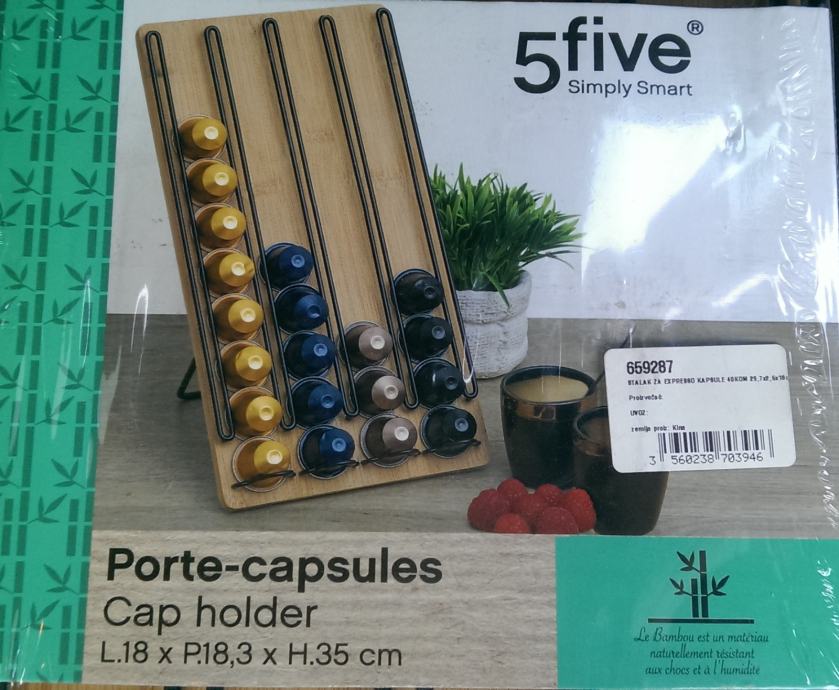 5five®
Simply Smart
659287
STALAK ZA EXPRESSO KAPSULE 40KOM
Proizvođač:
UVOZ:
zemlja proiz: Kina
3 560238 703946
Porte-capsules
Cap holder
L.18 x P.18,3 x H.35 cm
Le Bambou est un matériau
naturellement résistant
aux chocs et à l'humidité